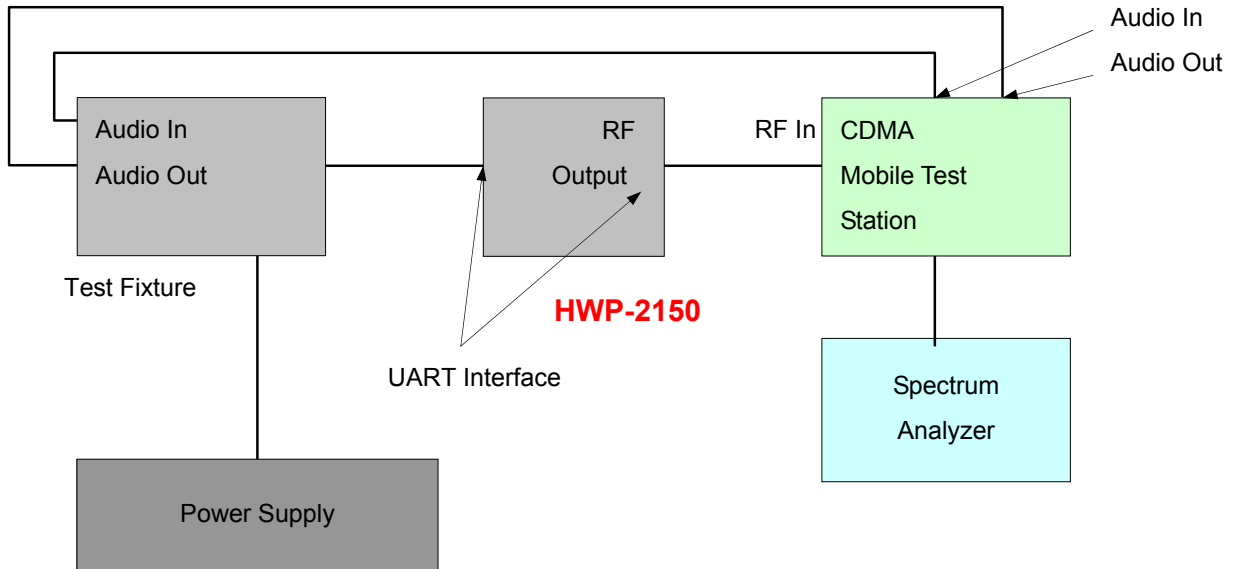 Audio In
Audio Out
Audio In
Audio Out
Test Fixture
RF
Output
RF In
CDMA
Mobile Test
Station
HWP-2150
UART Interface
Spectrum
Analyzer
Power Supply